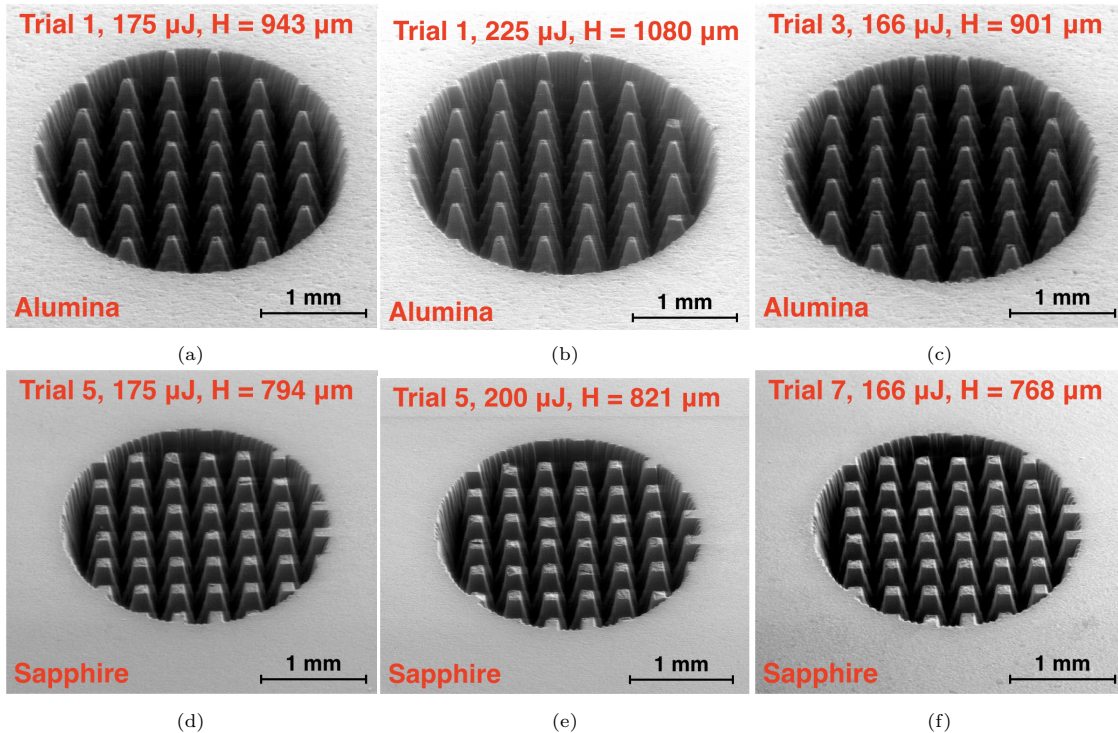 Trial 1, 175 µJ, H = 943 µm
Alumina
1 mm
(a)
Trial 1, 225 µJ, H = 1080 µm
1 mm
(b)
Trial 3, 166 µJ, H = 901 µm
Alumina
1 mm
(c)
Trial 5, 175 µJ, H = 794 µm
Sapphire
1 mm
(d)
Trial 5, 200 µJ, H = 821 µm
Sapphire
1 mm
(e)
Trial 7, 166 µJ, H = 768 µm
Sapphire
1 mm
(f)